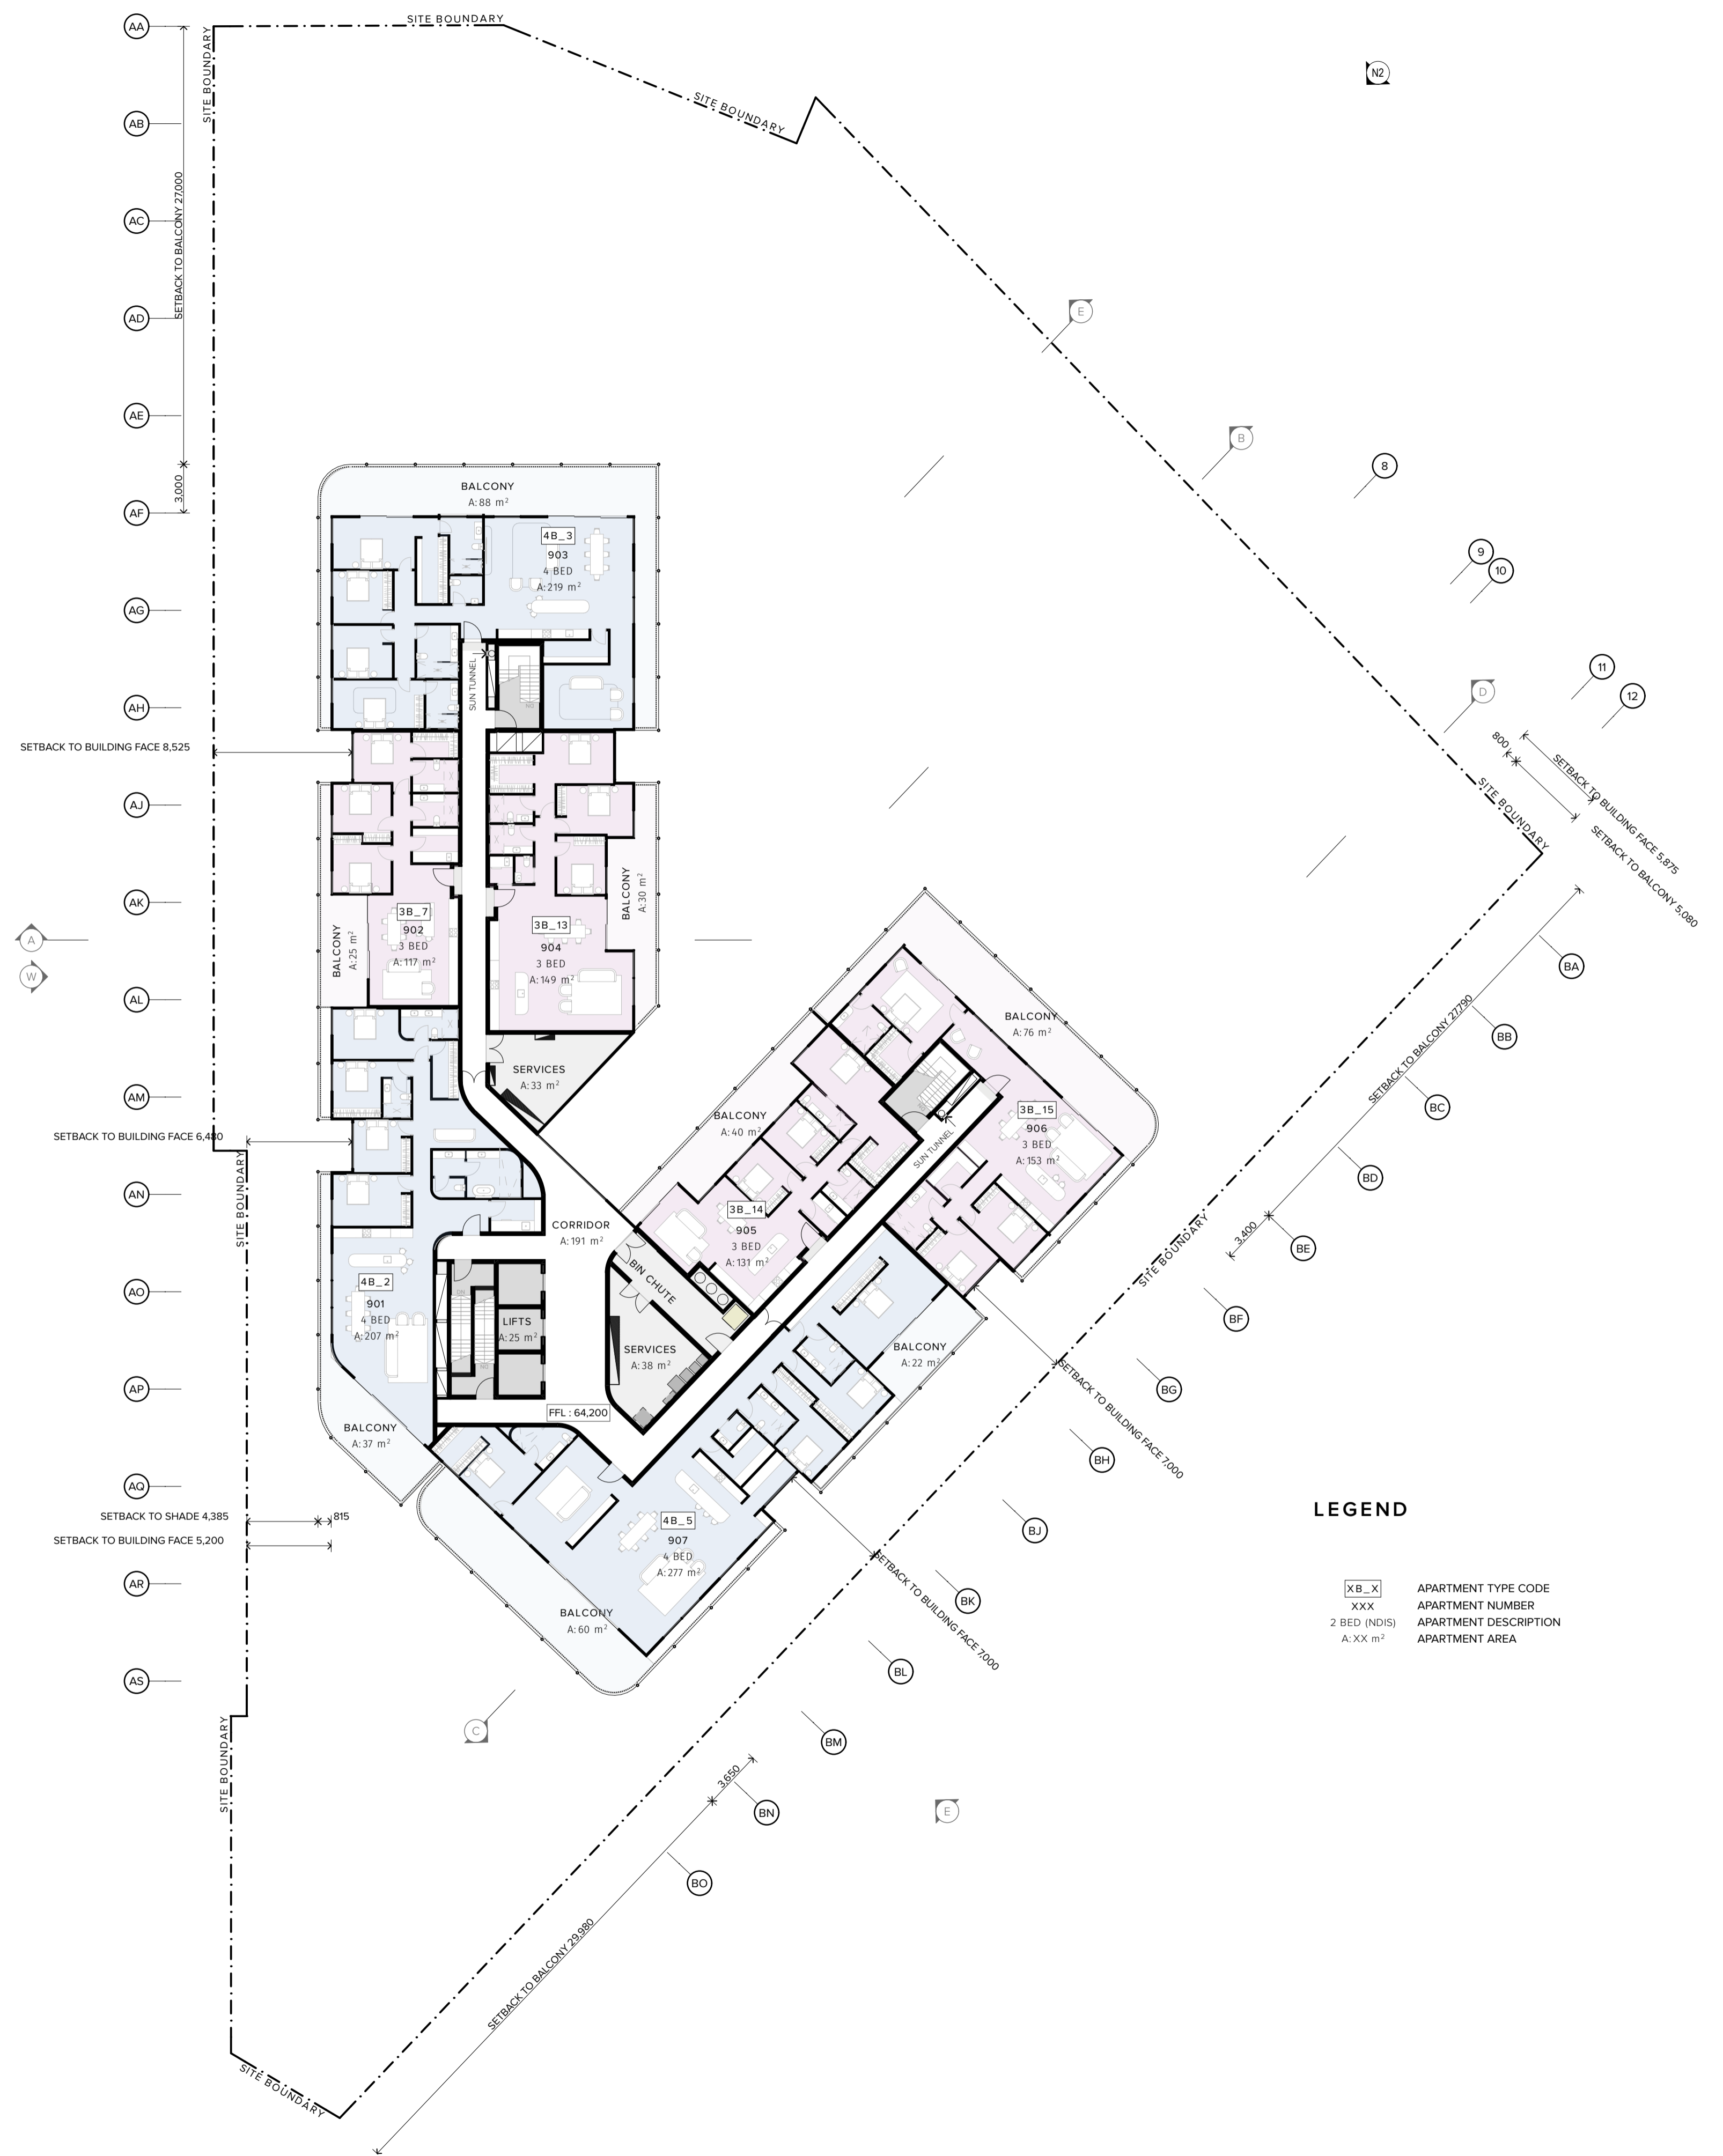 AA
SITE BOUNDARY
SITE BOUNDARY
N2
SITE BOUNDARY
AB
SETBACK TO BALCONY 27,000
AC
AD
E
AE
B
8
3,000
AF
BALCONY
A: 88 m²
4B_3
903
4 BED
A: 219 m²
9
10
AG
SUN TUNNEL
AH
11
12
D
SETBACK TO BUILDING FACE 8,525
800
SETBACK TO BUILDING FACE 5,875
SETBACK TO BALCONY 5,080
SITE BOUNDARY
AJ
AK
3B_7
902
3 BED
A: 117 m²
BALCONY
A: 25 m²
3B_13
904
3 BED
A: 149 m²
BALCONY
A: 30 m²
A
W
AL
BA
BB
SETBACK TO BALCONY 27,790
BALCONY
A: 76 m²
SERVICES
A: 33 m²
AM
BC
BALCONY
A: 40 m²
3B_15
906
3 BED
A: 153 m²
SUN TUNNEL
SETBACK TO BUILDING FACE 6,480
SITE BOUNDARY
BD
AN
3B_14
905
3 BED
A: 131 m²
CORRIDOR
A: 191 m²
3,400
BE
SITE BOUNDARY
BIN CHUTE
4B_2
901
4 BED
A: 207 m²
AO
LIFTS
A: 25 m²
BF
SERVICES
A: 38 m²
BALCONY
A: 22 m²
AP
BG
SETBACK TO BUILDING FACE 7,000
FFL : 64,200
BALCONY
A: 37 m²
BH
AQ
SETBACK TO SHADE 4,385
815
SETBACK TO BUILDING FACE 5,200
4B_5
907
4 BED
A: 277 m²
BJ
LEGEND
AR
BK
SETBACK TO BUILDING FACE 7,000
XB_X APARTMENT TYPE CODE
XXX APARTMENT NUMBER
2 BED (NDIS) APARTMENT DESCRIPTION
A: XX m² APARTMENT AREA
BALCONY
A: 60 m²
BL
AS
C
BM
SITE BOUNDARY
3,650
BN
E
BO
SETBACK TO BALCONY 29,980
SITE BOUNDARY